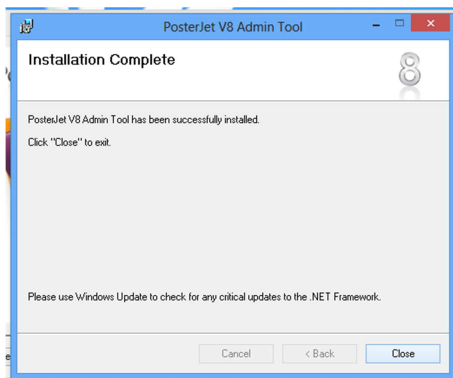 PosterJet V8 Admin Tool
Installation Complete
8
PosterJet V8 Admin Tool has been successfully installed.
Click "Close" to exit.
Please use Windows Update to check for any critical updates to the .NET Framework.
Cancel
< Back
Close